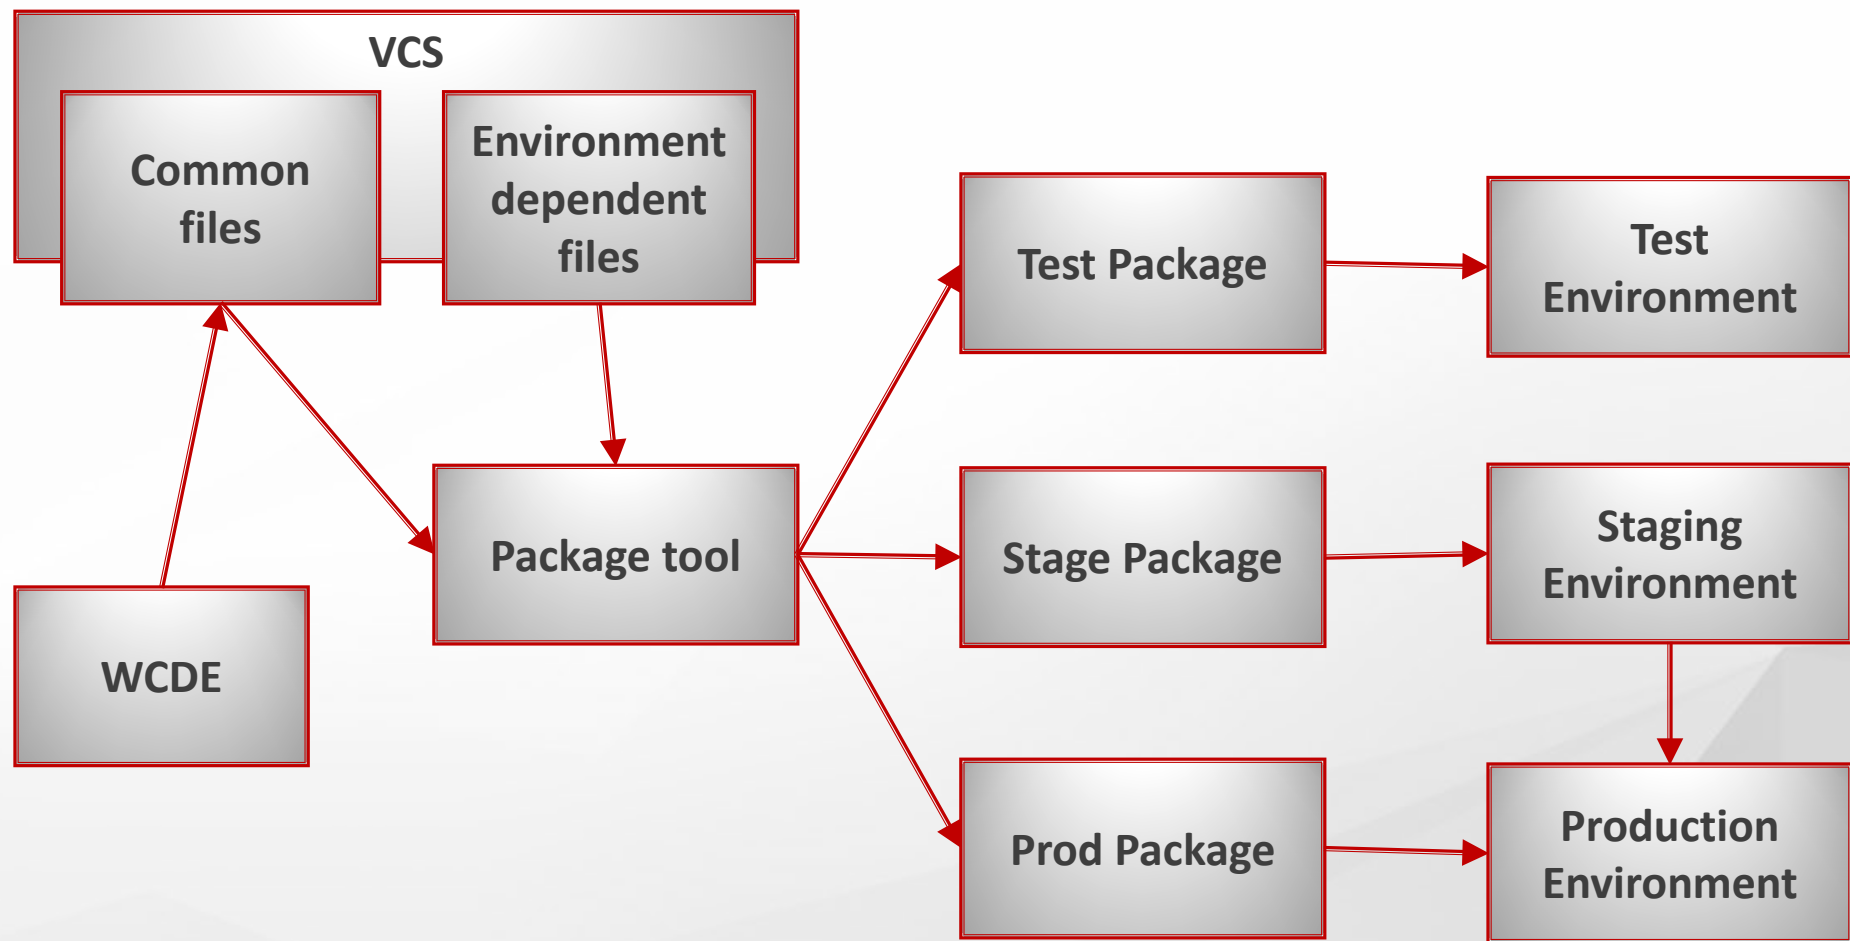 VCS
Common
files
Environment
dependent
files
Test Package
Test
Environment
Package tool
Stage Package
Staging
Environment
WCDE
Prod Package
Production
Environment